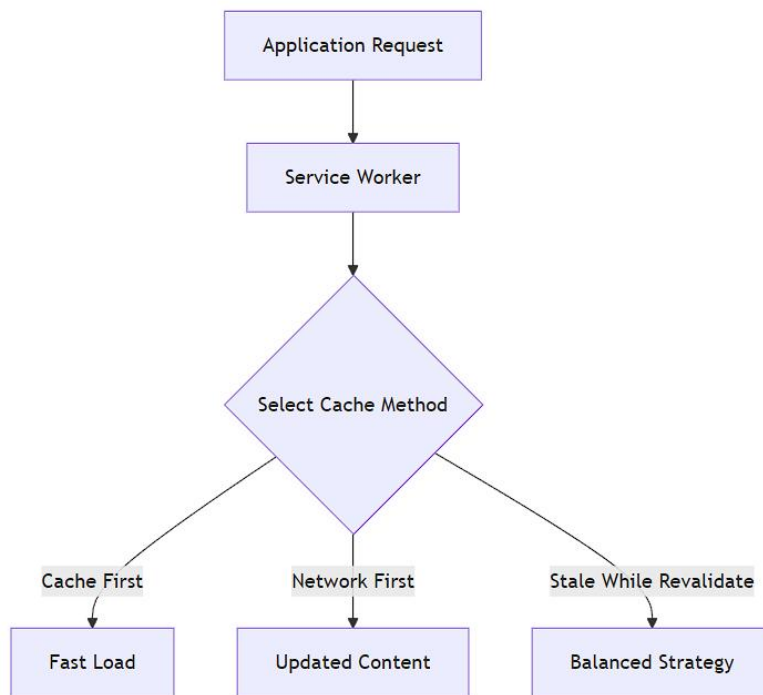 Application Request
Service Worker
Select Cache Method
Cache First
Network First
Stale While Revalidate
Fast Load
Updated Content
Balanced Strategy